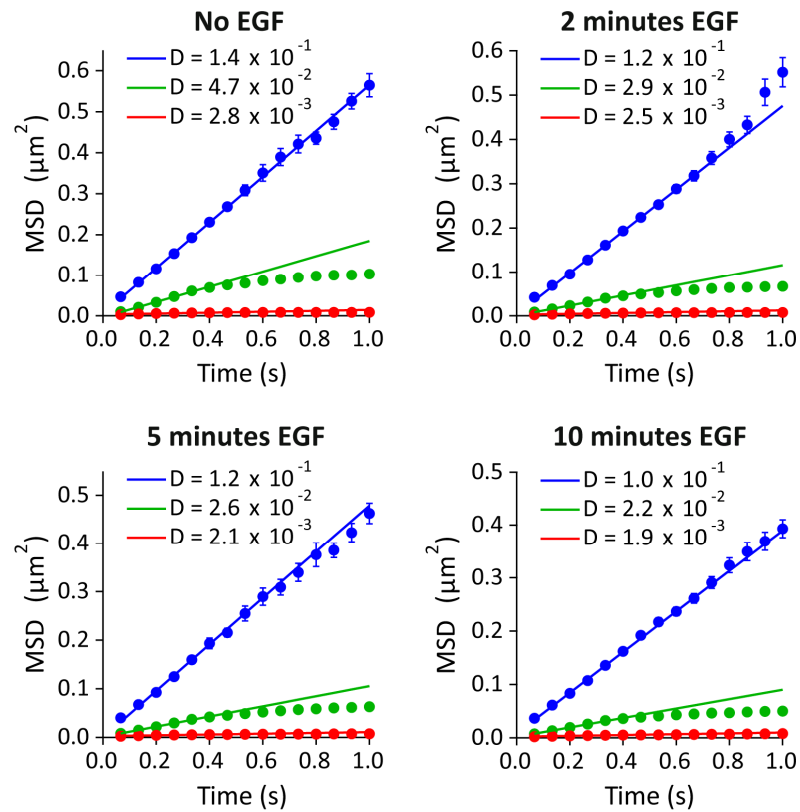 No EGF
D = 1.4 x 10⁻¹
D = 4.7 x 10⁻²
D = 2.8 x 10⁻³
MSD (µm²)
0.6
0.5
0.4
0.3
0.2
0.1
0.0
0.0 0.2 0.4 0.6 0.8 1.0
Time (s)
2 minutes EGF
D = 1.2 x 10⁻¹
D = 2.9 x 10⁻²
D = 2.5 x 10⁻³
MSD (µm²)
0.6
0.5
0.4
0.3
0.2
0.1
0.0
0.0 0.2 0.4 0.6 0.8 1.0
Time (s)
5 minutes EGF
D = 1.2 x 10⁻¹
D = 2.6 x 10⁻²
D = 2.1 x 10⁻³
MSD (µm²)
0.5
0.4
0.3
0.2
0.1
0.0
0.0 0.2 0.4 0.6 0.8 1.0
Time (s)
10 minutes EGF
D = 1.0 x 10⁻¹
D = 2.2 x 10⁻²
D = 1.9 x 10⁻³
MSD (µm²)
0.5
0.4
0.3
0.2
0.1
0.0
0.0 0.2 0.4 0.6 0.8 1.0
Time (s)